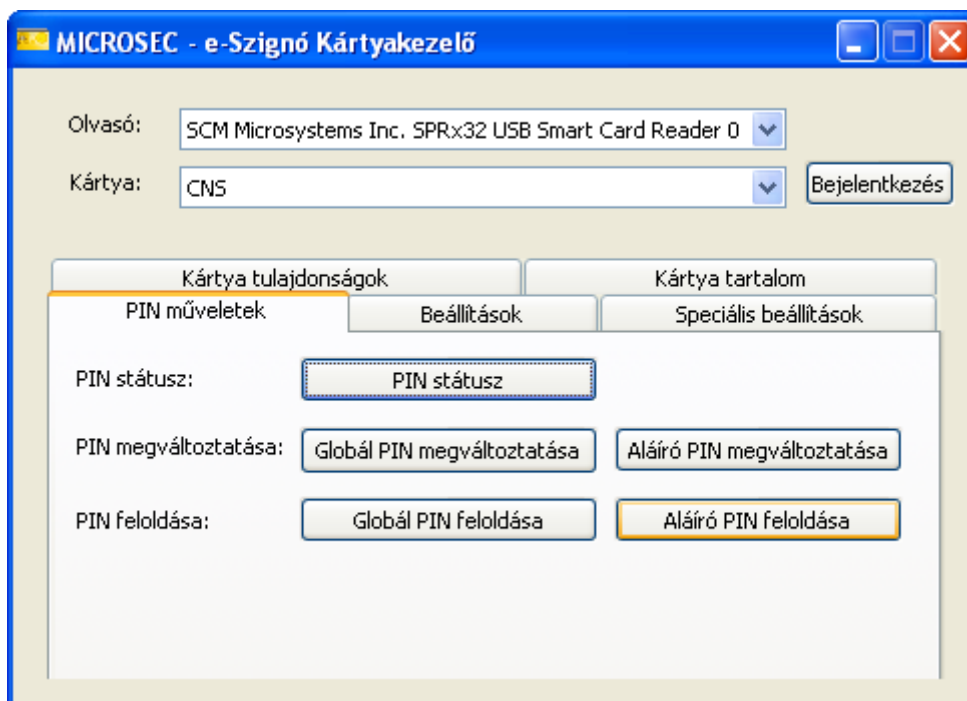 MICROSEC - e-Szignó Kártyakezelő
Olvasó: SCM Microsystems Inc. SPRx32 USB Smart Card Reader 0
Kártya: CNS Bejelentkezés
Kártya tulajdonságok Kártya tartalom
PIN műveletek Beállítások Speciális beállítások
PIN státusz: PIN státusz
PIN megváltoztatása: Globál PIN megváltoztatása Aláíró PIN megváltoztatása
PIN feloldása: Globál PIN feloldása Aláíró PIN feloldása